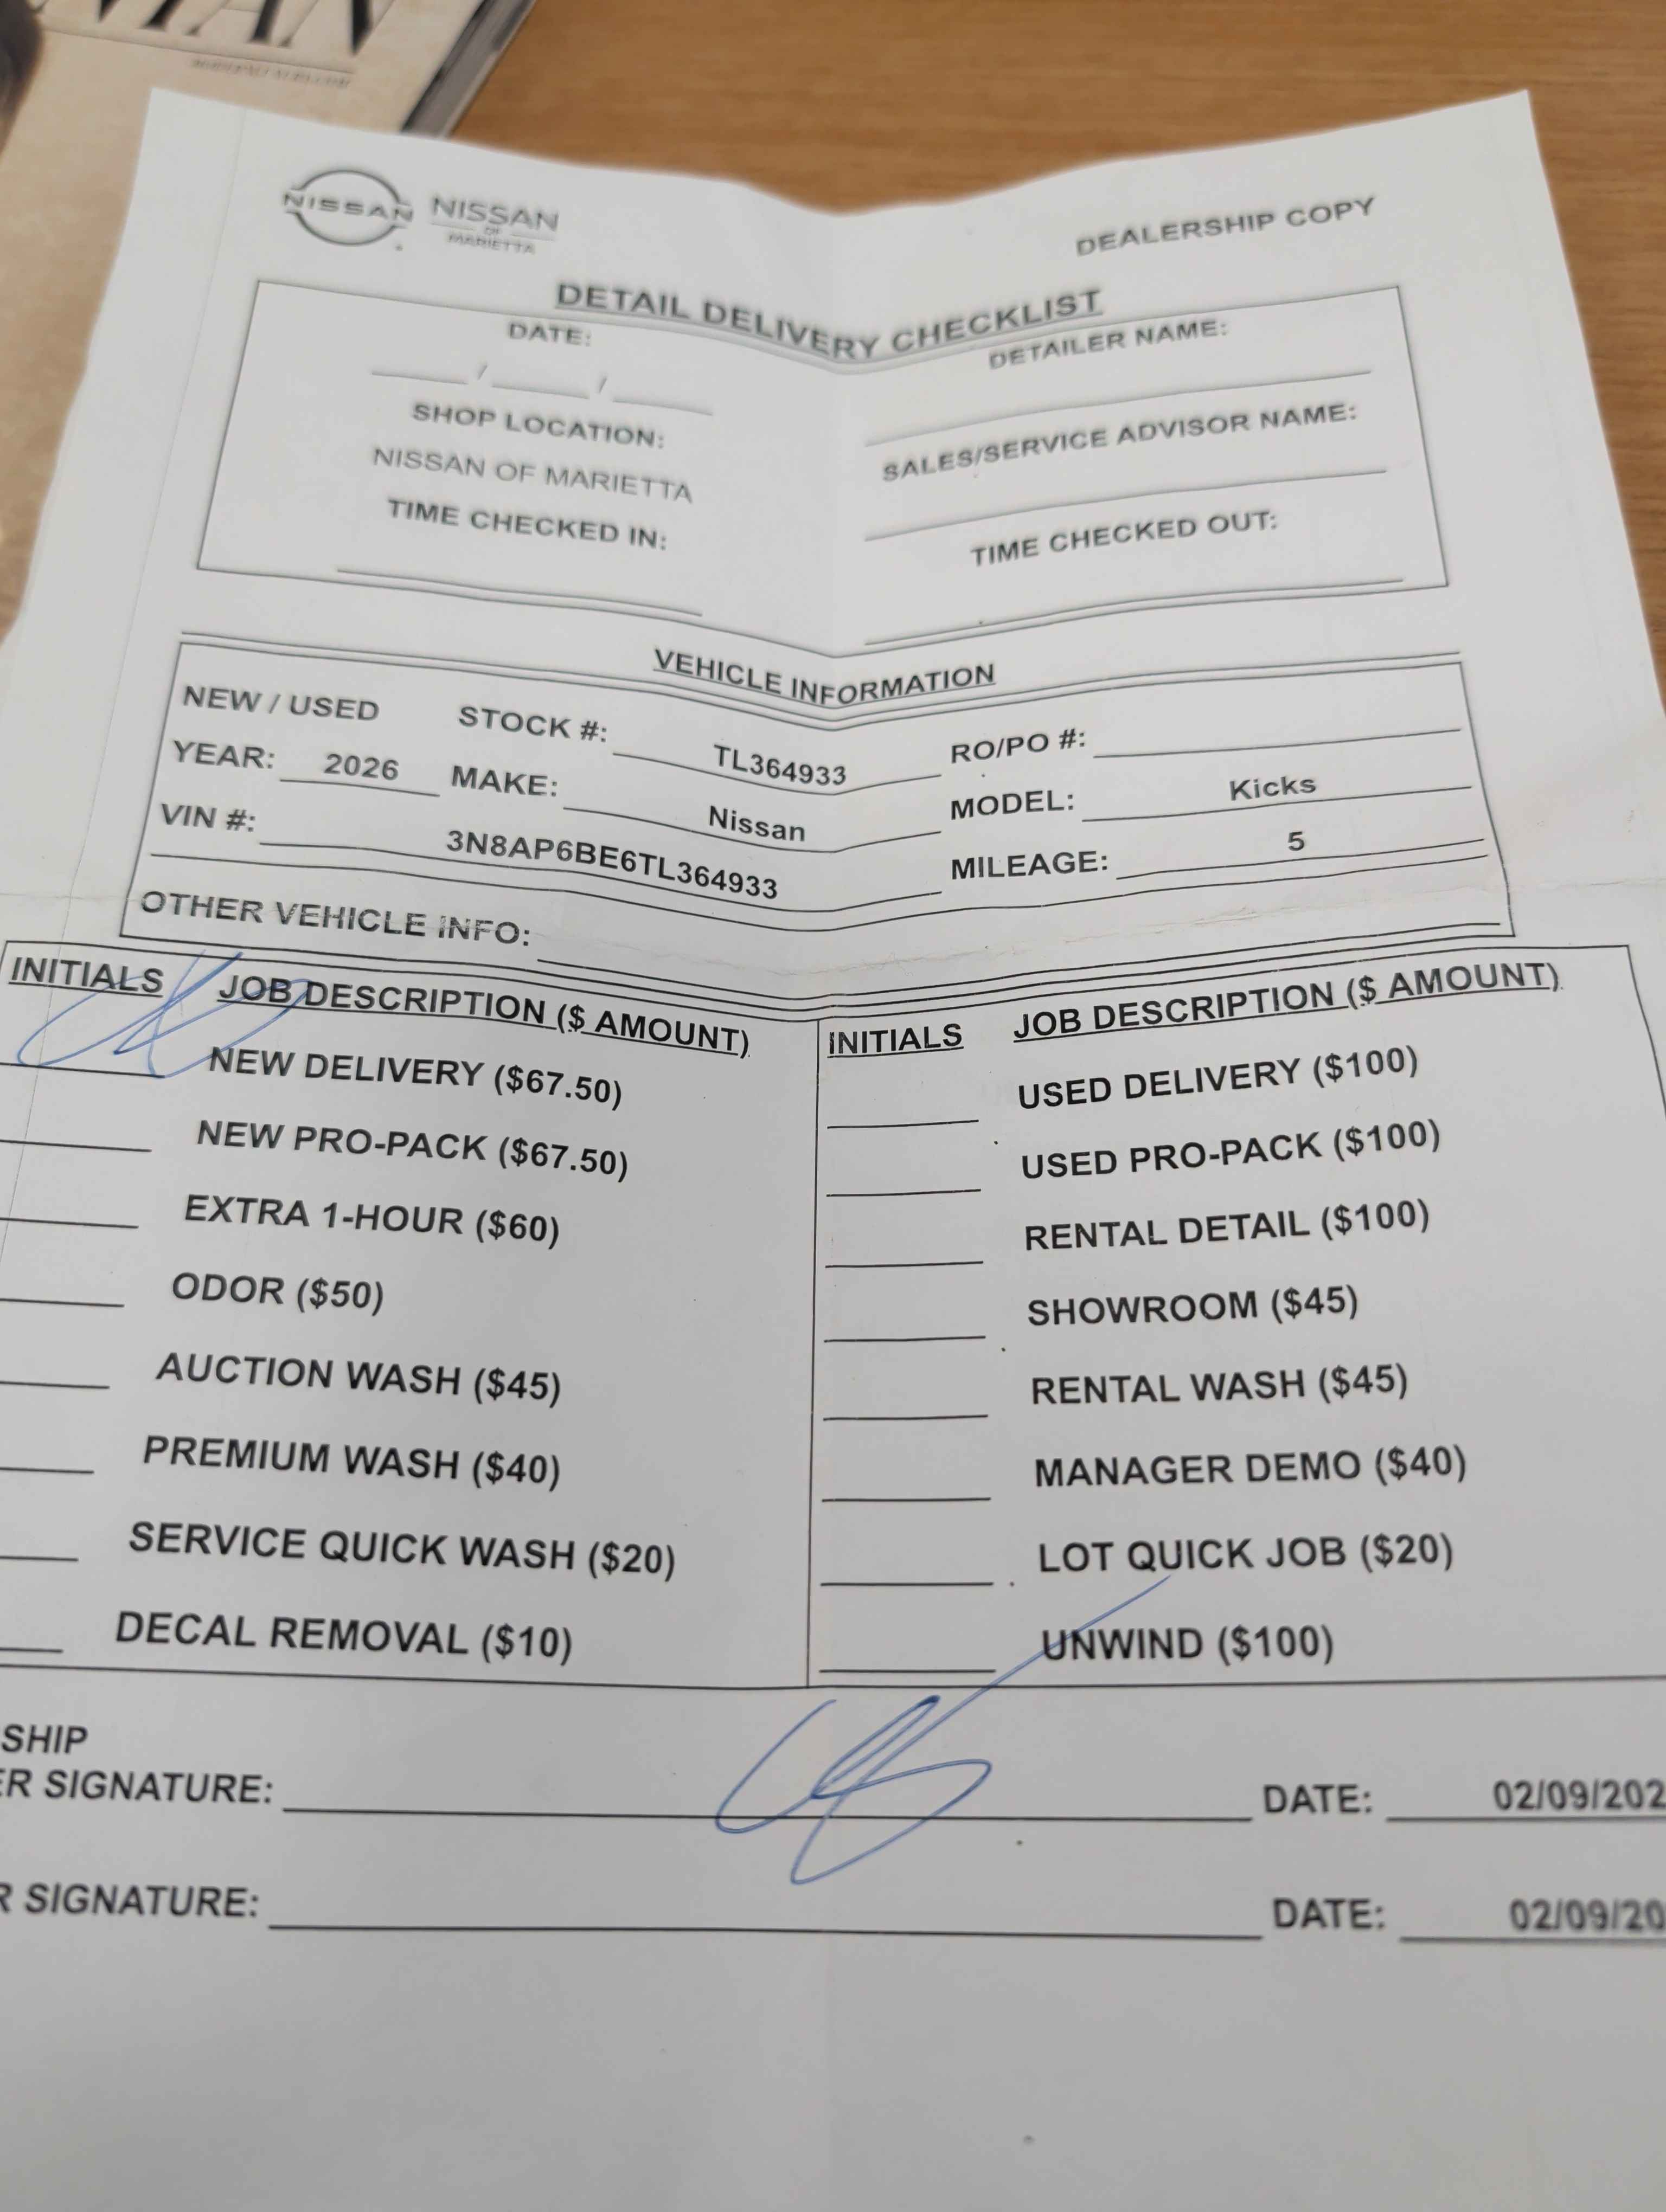 NISSAN NISSAN
OF
MARIETTA
DEALERSHIP COPY
DETAIL DELIVERY CHECKLIST
DATE:
/ /
SHOP LOCATION:
NISSAN OF MARIETTA
TIME CHECKED IN:
DETAILER NAME:
SALES/SERVICE ADVISOR NAME:
TIME CHECKED OUT:
VEHICLE INFORMATION
NEW / USED STOCK #: TL364933 RO/PO #:
YEAR: 2026 MAKE: Nissan MODEL: Kicks
VIN #: 3N8AP6BE6TL364933 MILEAGE: 5
OTHER VEHICLE INFO:
INITIALS JOB DESCRIPTION ($ AMOUNT)
NEW DELIVERY ($67.50)
NEW PRO-PACK ($67.50)
EXTRA 1-HOUR ($60)
ODOR ($50)
AUCTION WASH ($45)
PREMIUM WASH ($40)
SERVICE QUICK WASH ($20)
DECAL REMOVAL ($10)
INITIALS JOB DESCRIPTION ($ AMOUNT)
USED DELIVERY ($100)
USED PRO-PACK ($100)
RENTAL DETAIL ($100)
SHOWROOM ($45)
RENTAL WASH ($45)
MANAGER DEMO ($40)
LOT QUICK JOB ($20)
UNWIND ($100)
SHIP
ER SIGNATURE: DATE: 02/09/202
R SIGNATURE: DATE: 02/09/20